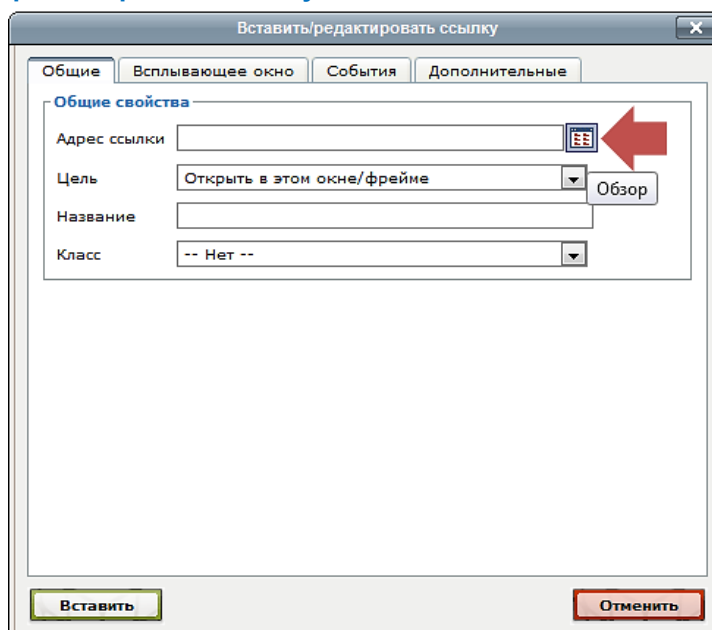 Вставить/редактировать ссылку
Общие Всплывающее окно События Дополнительные
Общие свойства
Адрес ссылки
Цель Открыть в этом окне/фрейме
Обзор
Название
Класс -- Нет --
Вставить Отменить